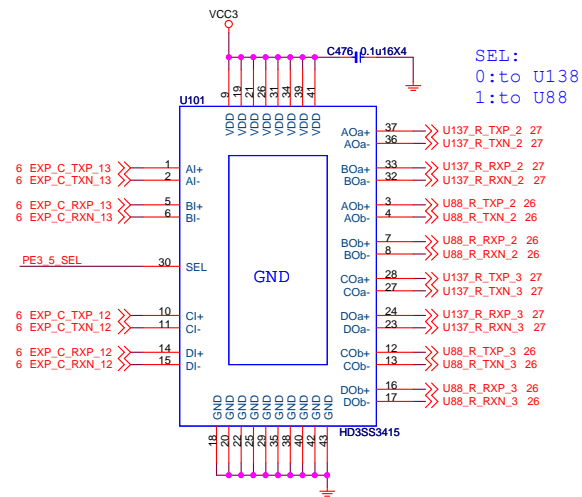 VCC3
C476 0.1u16X4
SEL:
0:to U138
1:to U88
U101
9 19 21 26 31 34 39 41
VDD VDD VDD VDD VDD VDD VDD VDD
6 EXP_C_TXP_13 1 AI+
6 EXP_C_TXN_13 2 AI-
6 EXP_C_RXP_13 5 BI+
6 EXP_C_RXN_13 6 BI-
PE3_5_SEL 30 SEL
6 EXP_C_TXP_12 10 CI+
6 EXP_C_TXN_12 11 CI-
6 EXP_C_RXP_12 14 DI+
6 EXP_C_RXN_12 15 DI-
GND
AOa+ 37 U137_R_TXP_2 27
AOa- 36 U137_R_TXN_2 27
BOa+ 33 U137_R_RXP_2 27
BOa- 32 U137_R_RXN_2 27
AOb+ 3 U88_R_TXP_2 26
AOb- 4 U88_R_TXN_2 26
BOb+ 7 U88_R_RXP_2 26
BOb- 8 U88_R_RXN_2 26
COa+ 28 U137_R_TXP_3 27
COa- 27 U137_R_TXN_3 27
DOa+ 24 U137_R_RXP_3 27
DOa- 23 U137_R_RXN_3 27
COb+ 12 U88_R_TXP_3 26
COb- 13 U88_R_TXN_3 26
DOb+ 16 U88_R_RXP_3 26
DOb- 17 U88_R_RXN_3 26
GND GND GND GND GND GND GND GND GND GND
18 20 22 25 29 35 38 40 42 43
HD3SS3415